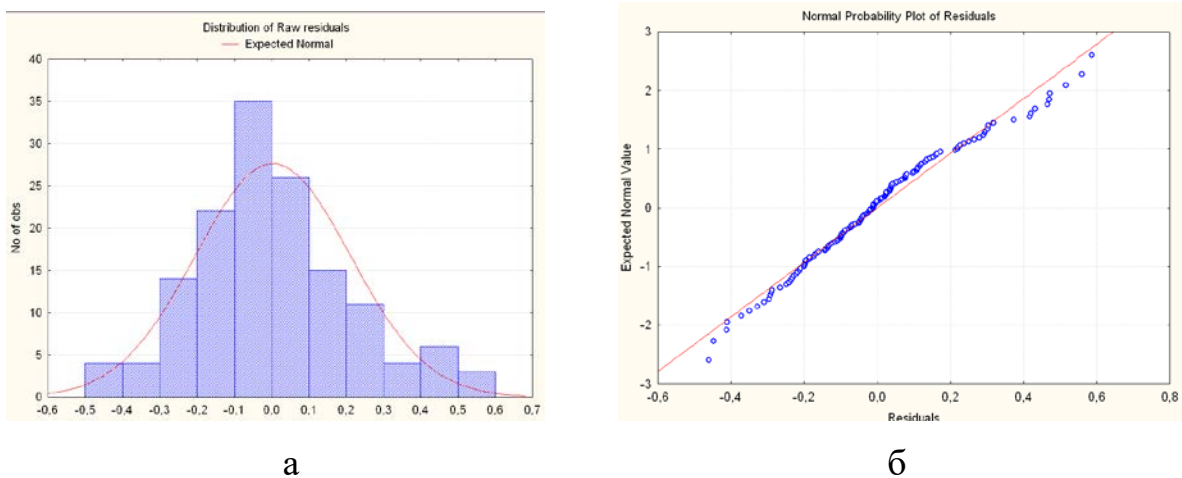 Distribution of Raw residuals
Expected Normal
40
35
30
25
20
15
10
5
0
No of obs
-0,6 -0,5 -0,4 -0,3 -0,2 -0,1 0,0 0,1 0,2 0,3 0,4 0,5 0,6 0,7
а
Normal Probability Plot of Residuals
3
2
1
0
-1
-2
-3
Expected Normal Value
-0,6 -0,4 -0,2 0,0 0,2 0,4 0,6 0,8
Residuals
б